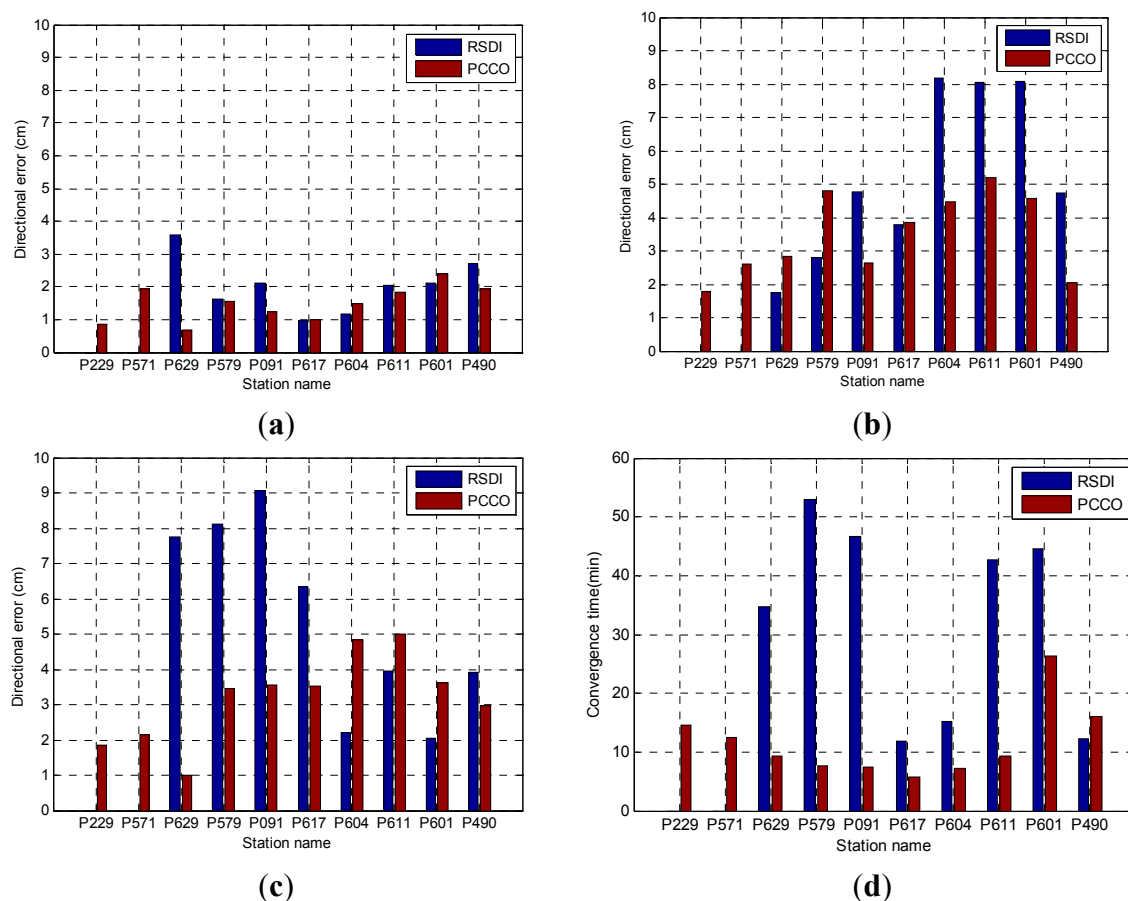 10
9
8
7
6
5
4
3
2
1
0
Directional error (cm)
RSDI
PCCO
P229 P571 P629 P579 P091 P617 P604 P611 P601 P490
Station name
(a)
10
9
8
7
6
5
4
3
2
1
0
Directional error (cm)
RSDI
PCCO
P229 P571 P629 P579 P091 P617 P604 P611 P601 P490
Station name
(b)
10
9
8
7
6
5
4
3
2
1
0
Directional error (cm)
RSDI
PCCO
P229 P571 P629 P579 P091 P617 P604 P611 P601 P490
Station name
(c)
60
50
40
30
20
10
0
Convergence time(min)
RSDI
PCCO
P229 P571 P629 P579 P091 P617 P604 P611 P601 P490
Station name
(d)